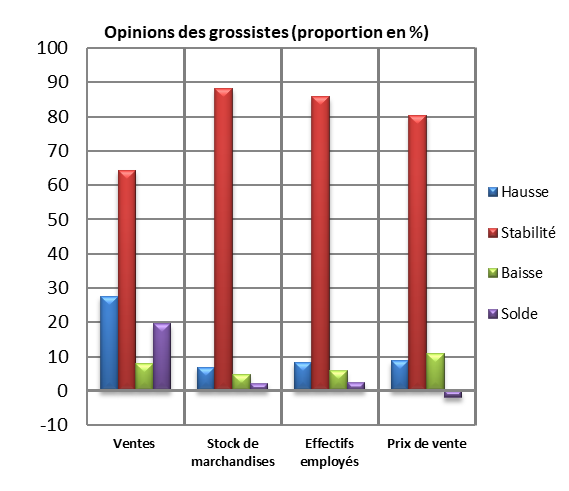 Opinions des grossistes (proportion en %)
100
90
80
70
60
50
40
30
20
10
0
-10
Hausse
Stabilité
Baisse
Solde
Ventes
Stock de
marchandises
Effectifs
employés
Prix de vente